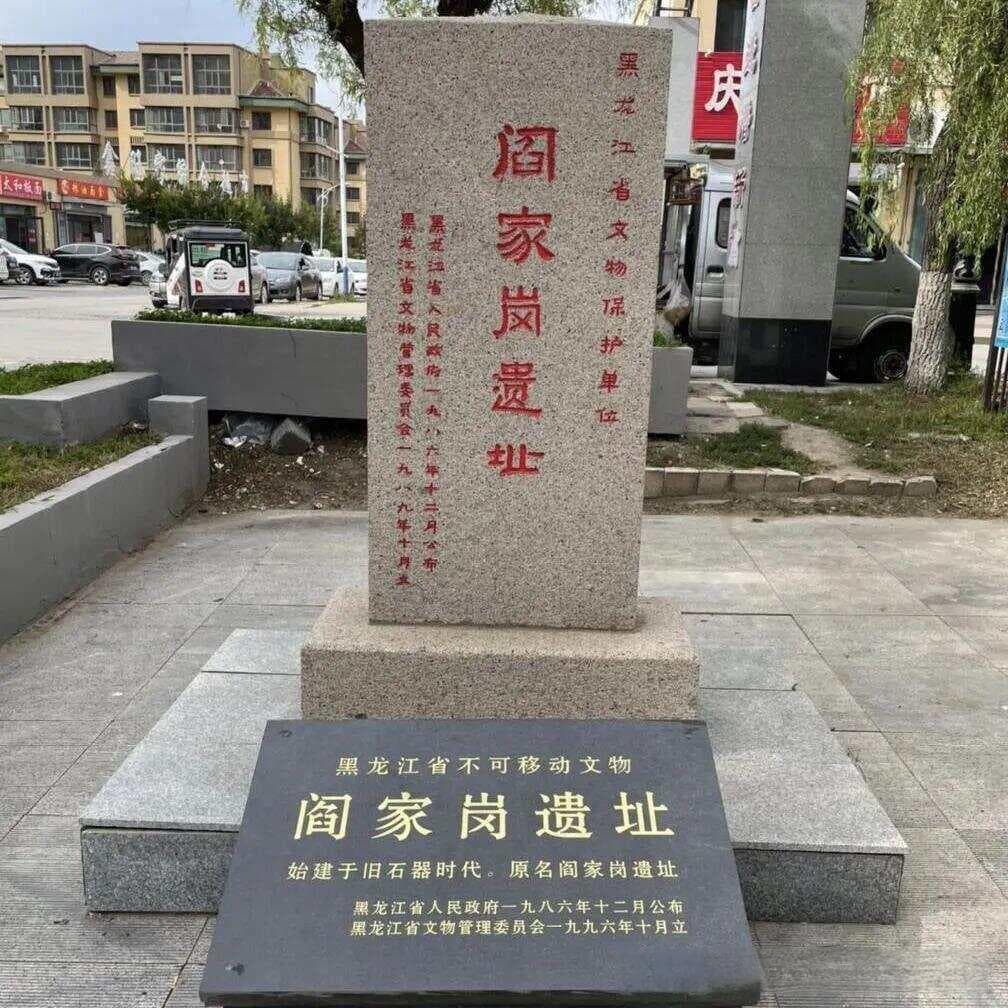 黑龙江省文物保护单位
阎家岗遗址
黑龙江省人民政府一九八六年十二月公布
黑龙江省文物管理委員会一九八九年十月立
黑龙江省不可移动文物
阎家岗遗址
始建于旧石器时代。原名阎家岗遗址
黑龙江省人民政府一九八六年十二月公布
黑龙江省文物管理委员会一九九六年十月立
太和板面
庆